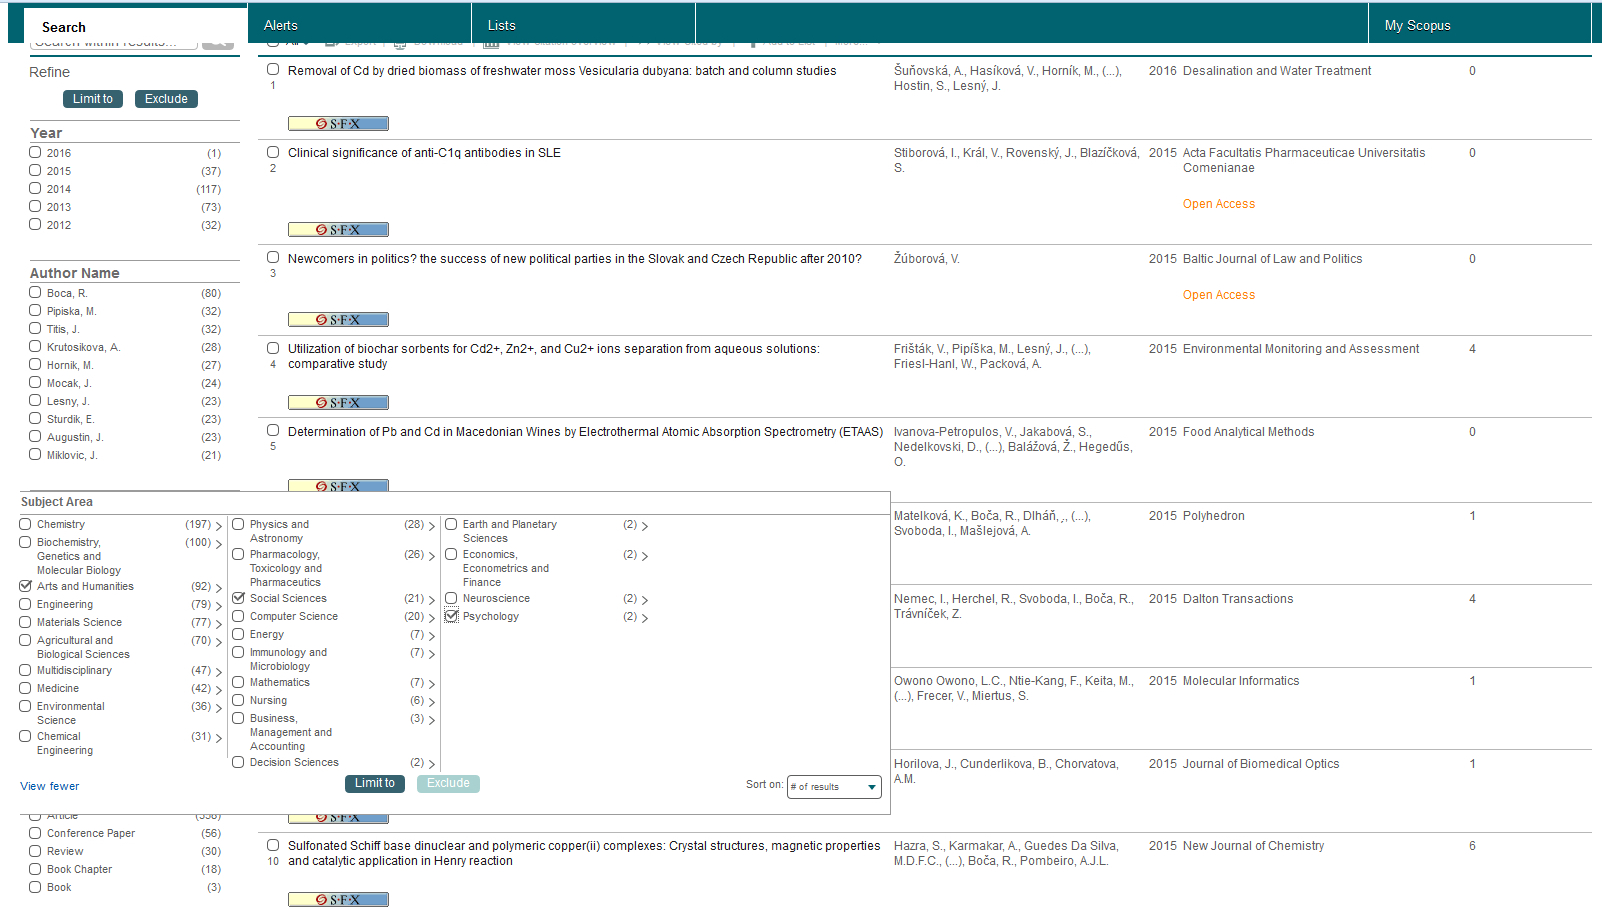 Search
Alerts
Lists
My Scopus
Search within results...
Refine
Limit to
Exclude
Year
2016 (1)
2015 (37)
2014 (117)
2013 (73)
2012 (32)
Author Name
Boca, R. (80)
Pipiska, M. (32)
Titis, J. (32)
Krutosikova, A. (28)
Hornik, M. (27)
Mocak, J. (24)
Lesny, J. (23)
Sturdik, E. (23)
Augustin, J. (23)
Miklovic, J. (21)
Removal of Cd by dried biomass of freshwater moss Vesicularia dubyana: batch and column studies
Šuňovská, A., Hasíková, V., Horník, M., (...),
Hostin, S., Lesný, J.
2016 Desalination and Water Treatment 0
1
S·F·X
Clinical significance of anti-C1q antibodies in SLE
Stiborová, I., Král, V., Rovenský, J., Blazíčková,
S.
2015 Acta Facultatis Pharmaceuticae Universitatis
Comenianae
0
2
Open Access
S·F·X
Newcomers in politics? the success of new political parties in the Slovak and Czech Republic after 2010?
Žúborová, V.
2015 Baltic Journal of Law and Politics 0
3
Open Access
S·F·X
Utilization of biochar sorbents for Cd2+, Zn2+, and Cu2+ ions separation from aqueous solutions:
4 comparative study
Frišták, V., Pipíška, M., Lesný, J., (...),
Friesl-Hanl, W., Packová, A.
2015 Environmental Monitoring and Assessment 4
S·F·X
Determination of Pb and Cd in Macedonian Wines by Electrothermal Atomic Absorption Spectrometry (ETAAS)
5
Ivanova-Petropulos, V., Jakabová, S.,
Nedelkovski, D., (...), Balážová, Ž., Hegedűs,
O.
2015 Food Analytical Methods 0
S·F·X
Matelková, K., Boča, R., Dlháň, ., (...),
Svoboda, I., Mašlejová, A.
2015 Polyhedron 1
Nemec, I., Herchel, R., Svoboda, I., Boča, R.,
Trávníček, Z.
2015 Dalton Transactions 4
Owono Owono, L.C., Ntie-Kang, F., Keita, M.,
(...), Frecer, V., Miertus, S.
2015 Molecular Informatics 1
Horilova, J., Cunderlikova, B., Chorvatova,
A.M.
2015 Journal of Biomedical Optics 1
Subject Area
Chemistry (197)
Biochemistry, (100)
Genetics and
Molecular Biology
Arts and Humanities (92)
Engineering (79)
Materials Science (77)
Agricultural and (70)
Biological Sciences
Multidisciplinary (47)
Medicine (42)
Environmental (36)
Science
Chemical (31)
Engineering
Physics and (28)
Astronomy
Pharmacology, (26)
Toxicology and
Pharmaceutics
Social Sciences (21)
Computer Science (20)
Energy (7)
Immunology and (7)
Microbiology
Mathematics (7)
Nursing (6)
Business, (3)
Management and
Accounting
Decision Sciences (2)
Earth and Planetary (2)
Sciences
Economics, (2)
Econometrics and
Finance
Neuroscience (2)
Psychology (2)
View fewer
Limit to
Exclude
Sort on: # of results
Article
Conference Paper (56)
Review (30)
Book Chapter (18)
Book (3)
S·F·X
Sulfonated Schiff base dinuclear and polymeric copper(ii) complexes: Crystal structures, magnetic properties
10 and catalytic application in Henry reaction
Hazra, S., Karmakar, A., Guedes Da Silva,
M.D.F.C., (...), Boča, R., Pombeiro, A.J.L.
2015 New Journal of Chemistry 6
S·F·X